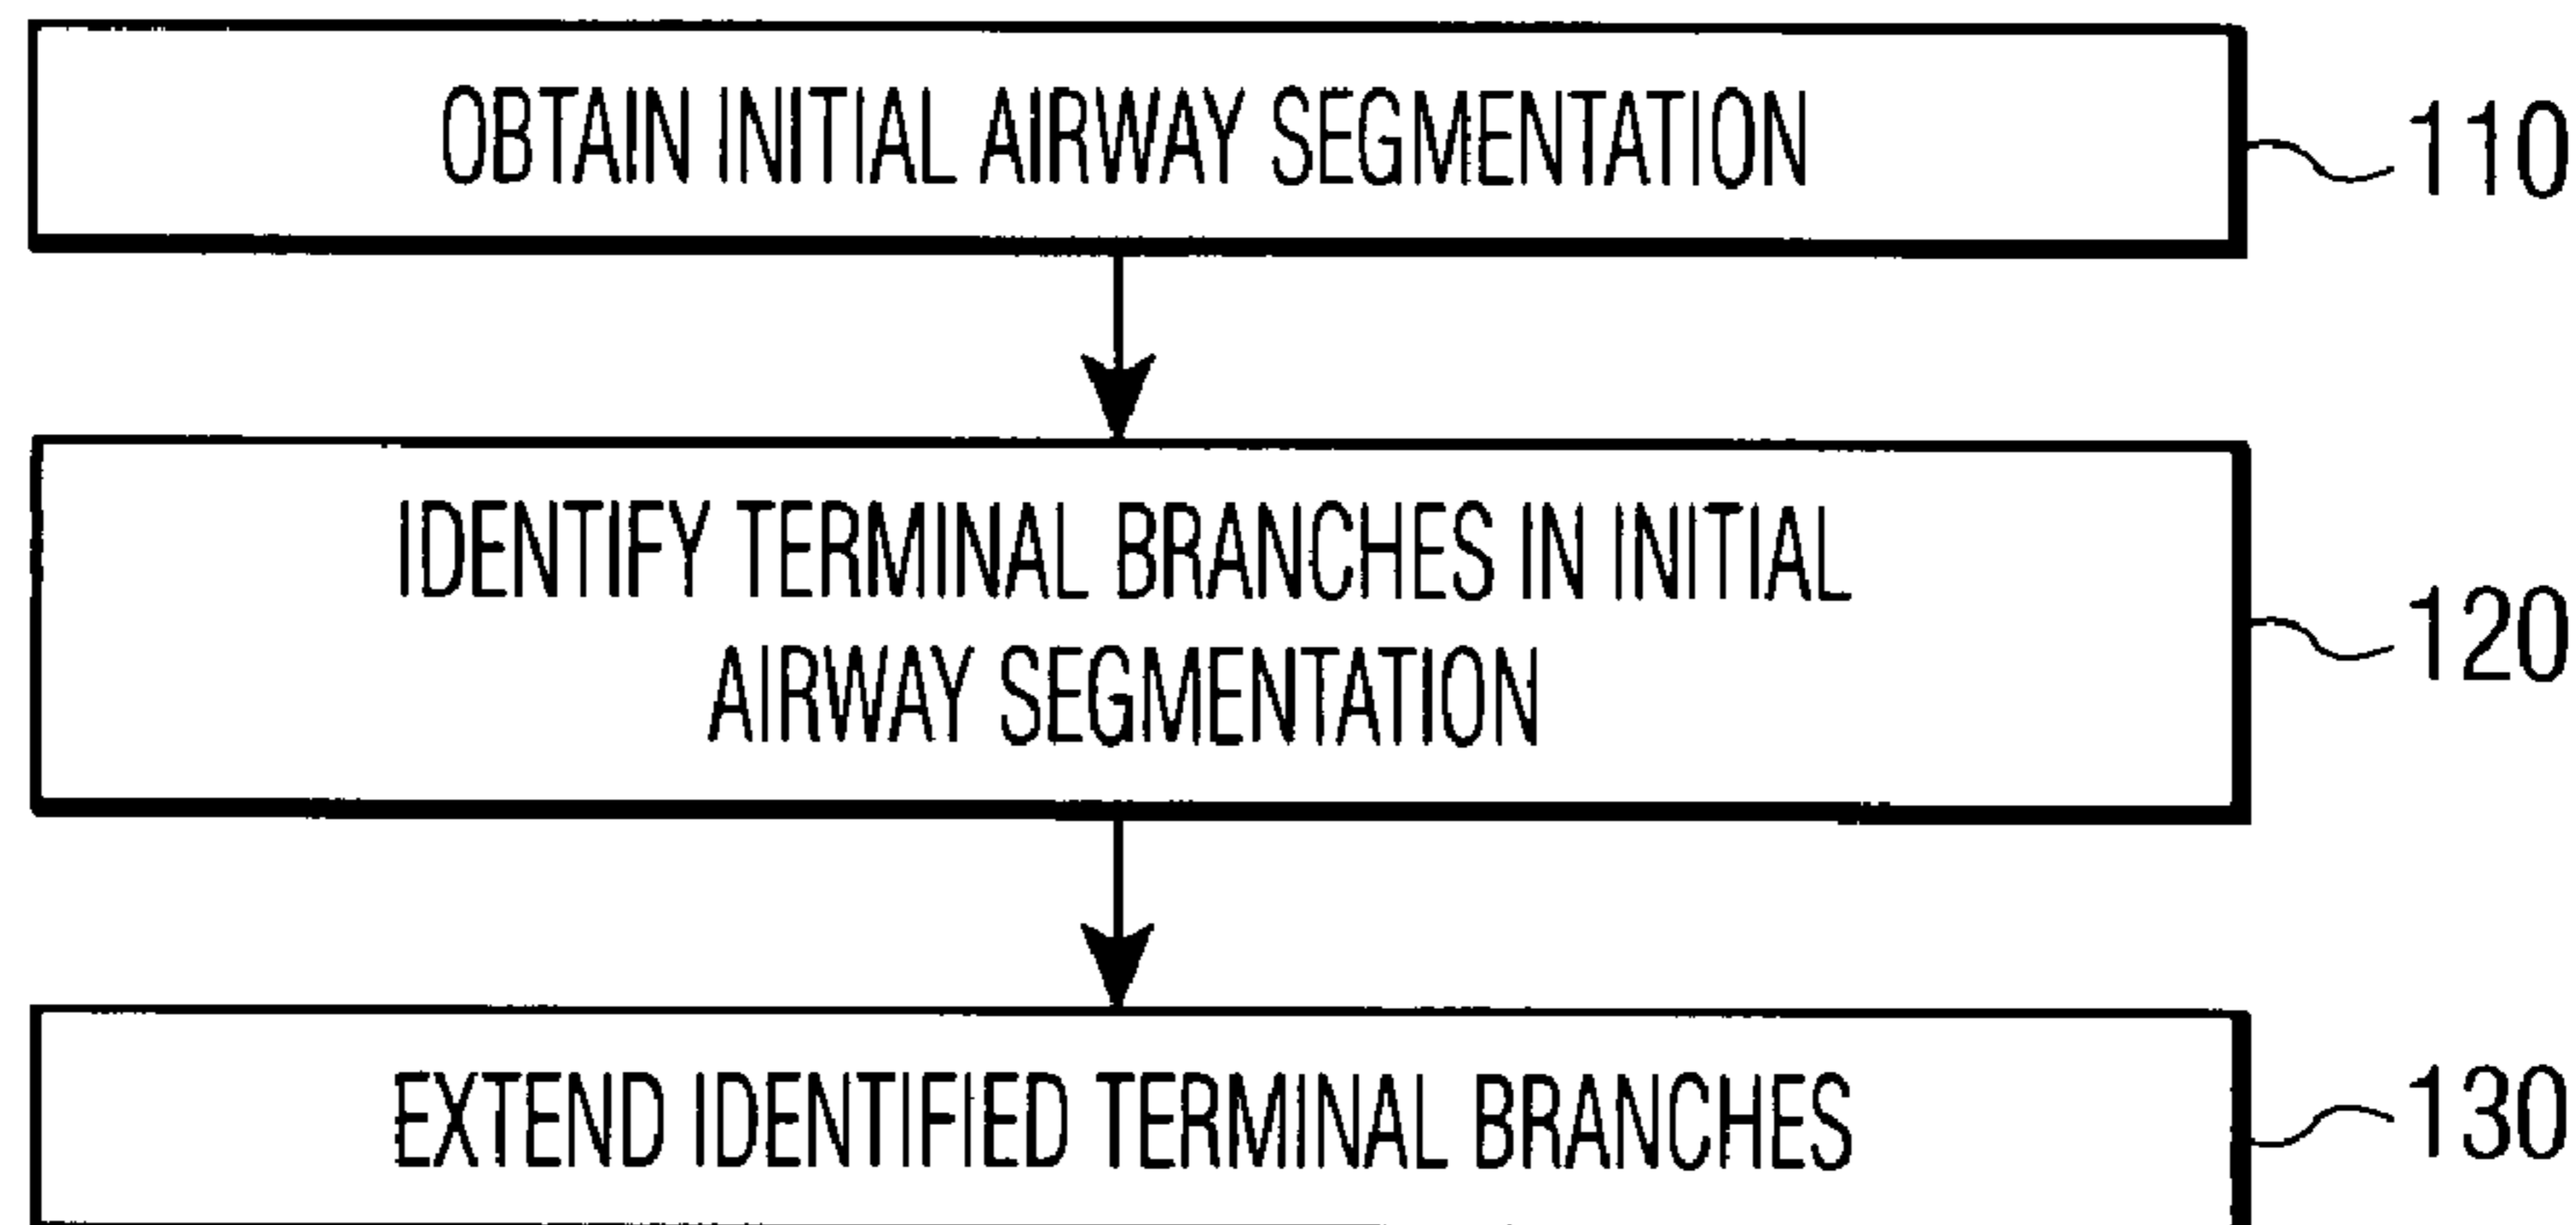 OBTAIN INITIAL AIRWAY SEGMENTATION
110
IDENTIFY TERMINAL BRANCHES IN INITIAL
AIRWAY SEGMENTATION
120
EXTEND IDENTIFIED TERMINAL BRANCHES
130